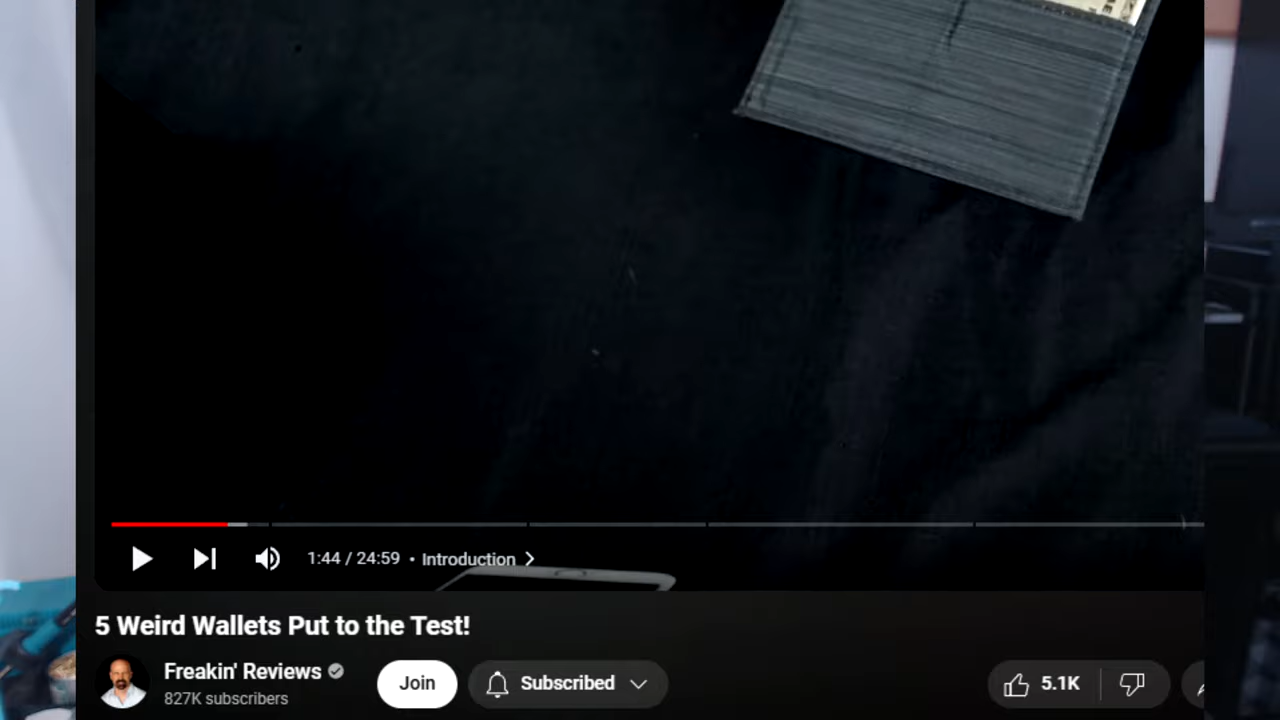 1:44 / 24:59 • Introduction
5 Weird Wallets Put to the Test!
Freakin' Reviews
827K subscribers
Join
Subscribed
5.1K